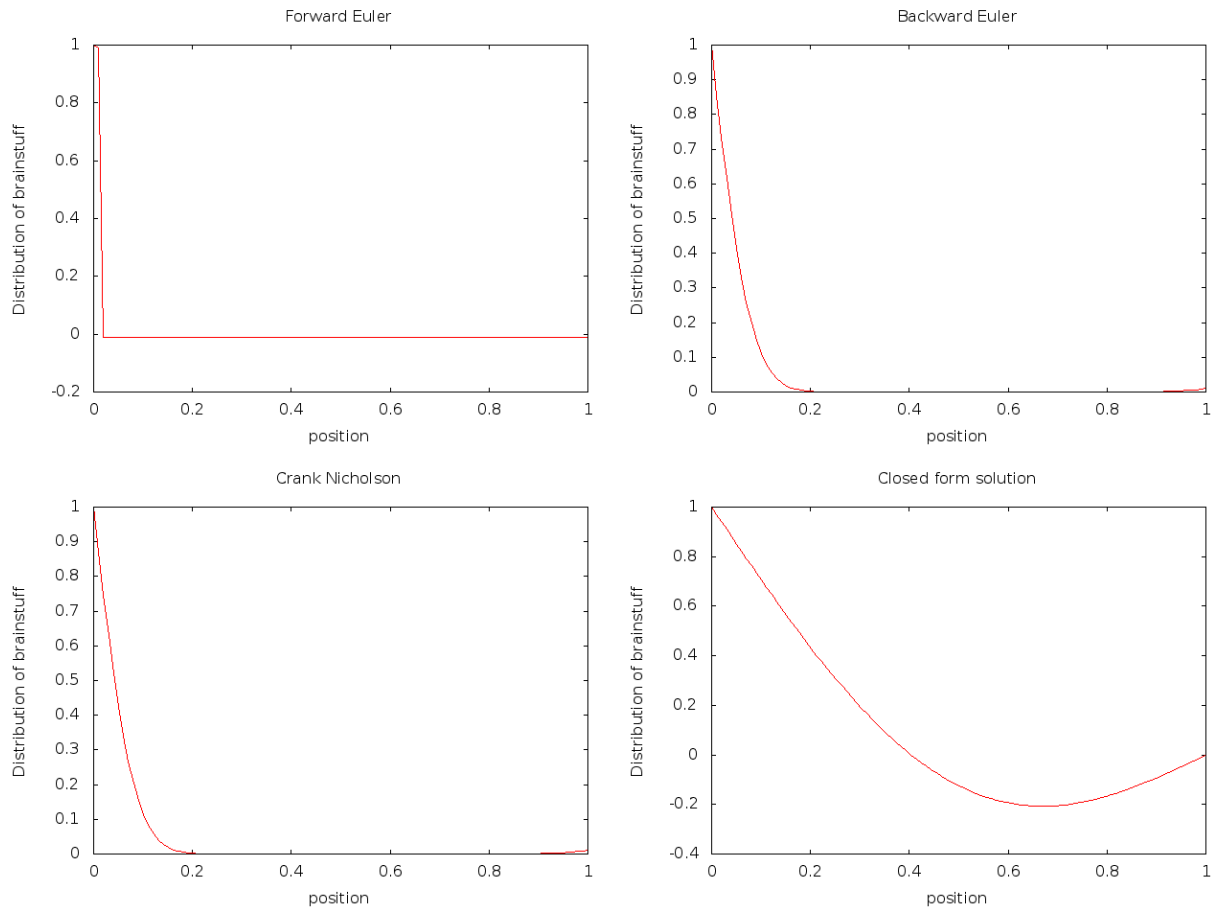 Forward Euler
1
0.8
0.6
0.4
0.2
0
-0.2
0 0.2 0.4 0.6 0.8 1
Distribution of brainstuff
position
Backward Euler
1
0.9
0.8
0.7
0.6
0.5
0.4
0.3
0.2
0.1
0
0 0.2 0.4 0.6 0.8 1
Distribution of brainstuff
position
Crank Nicholson
1
0.9
0.8
0.7
0.6
0.5
0.4
0.3
0.2
0.1
0
0 0.2 0.4 0.6 0.8 1
Distribution of brainstuff
position
Closed form solution
1
0.8
0.6
0.4
0.2
0
-0.2
-0.4
0 0.2 0.4 0.6 0.8 1
Distribution of brainstuff
position